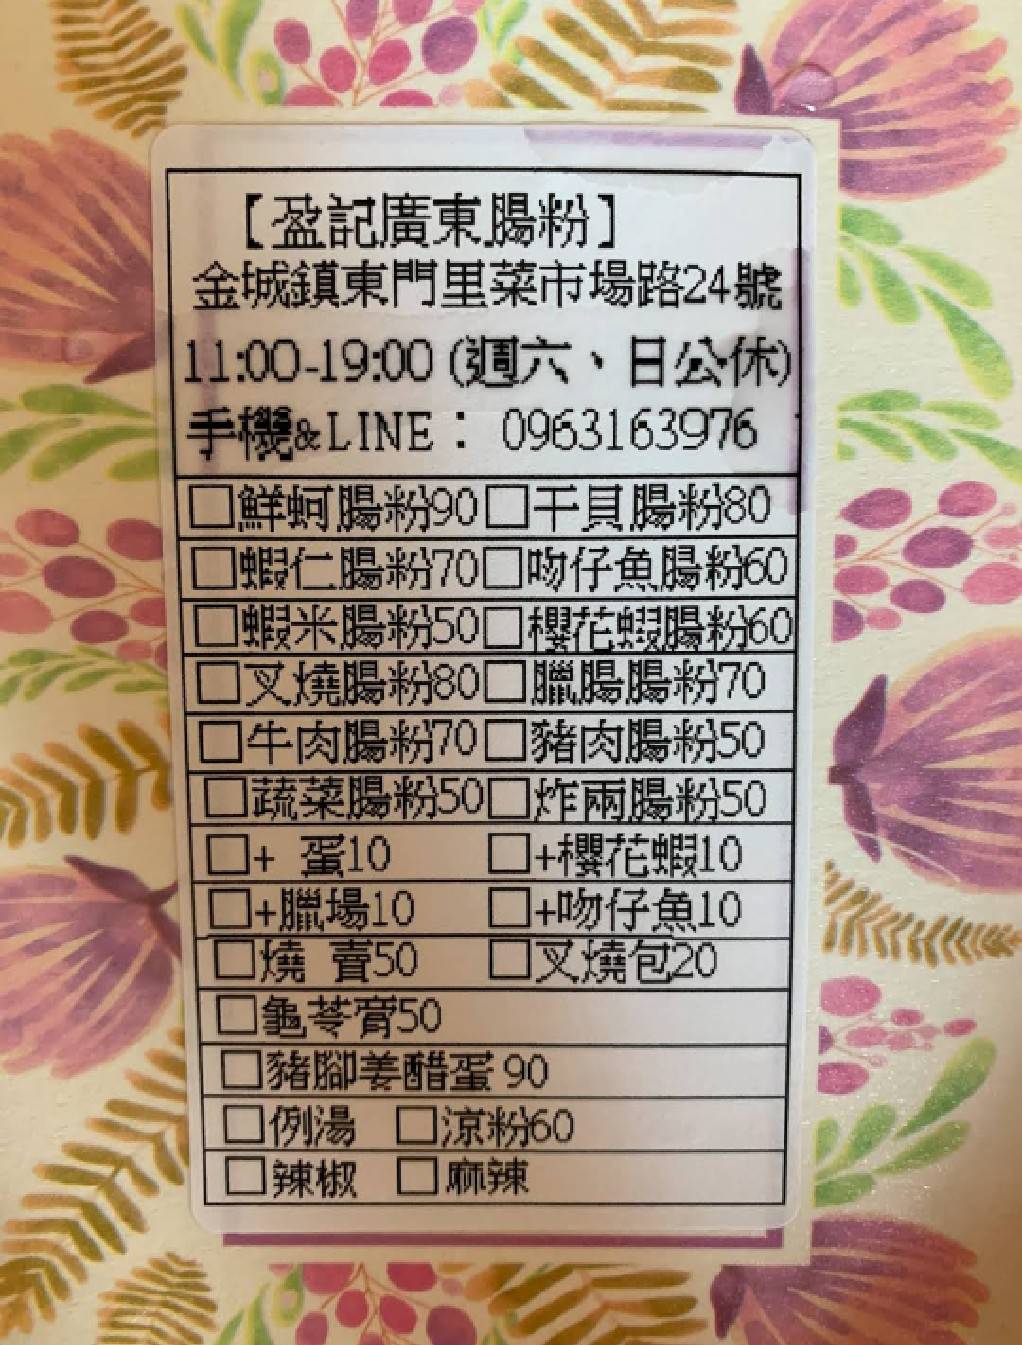 【盈記廣東腸粉】
金城鎮東門里菜市場路24號
11:00-19:00 (週六、日公休)
手機&LINE： 0963163976
□鮮蚵腸粉90□干貝腸粉80
□蝦仁腸粉70□吻仔魚腸粉60
□蝦米腸粉50□櫻花蝦腸粉60
□叉燒腸粉80□臘腸腸粉70
□牛肉腸粉70□豬肉腸粉50
□蔬菜腸粉50□炸兩腸粉50
□+ 蛋10 □+櫻花蝦10
□+臘場10 □+吻仔魚10
□燒 賣50 □叉燒包20
□龜苓膏50
□豬腳姜醋蛋 90
□例湯 □涼粉60
□辣椒 □麻辣